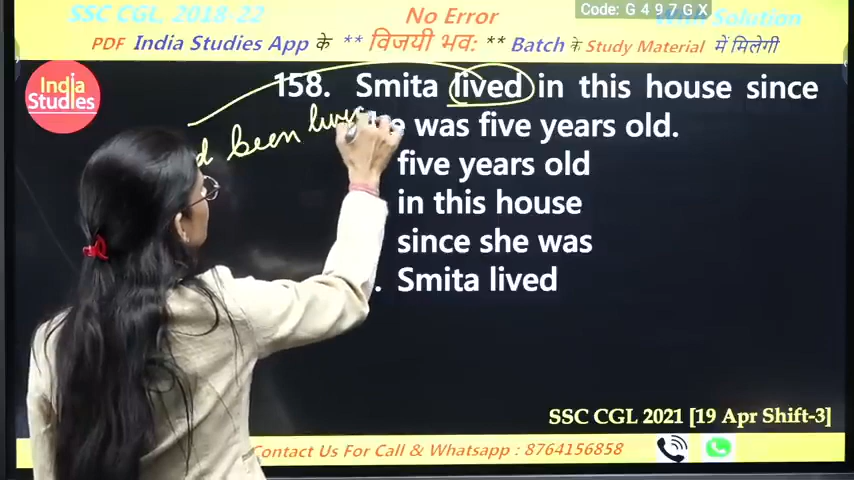 SSC CGL, 2018-22
No Error
Code: G 4 9 7 G X
With Solution
PDF India Studies App के ** विजयी भव: ** Batch के Study Material में मिलेगी
India
Studies
158. Smita lived in this house since
was five years old.
been
five years old
in this house
since she was
Smita lived
SSC CGL 2021 [19 Apr Shift-3]
Contact Us For Call & Whatsapp : 8764156858